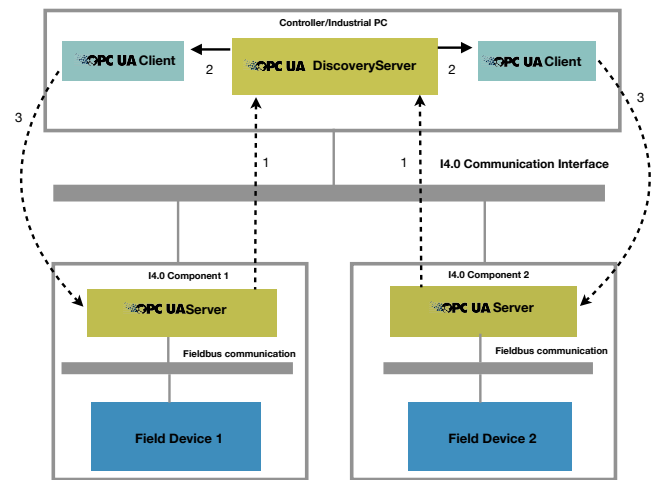 Controller/Industrial PC
OPC UA Client
2
OPC UA DiscoveryServer
2
OPC UA Client
3
3
1
1
I4.0 Communication Interface
I4.0 Component 1
I4.0 Component 2
OPC UA Server
OPC UA Server
Fieldbus communication
Fieldbus communication
Field Device 1
Field Device 2